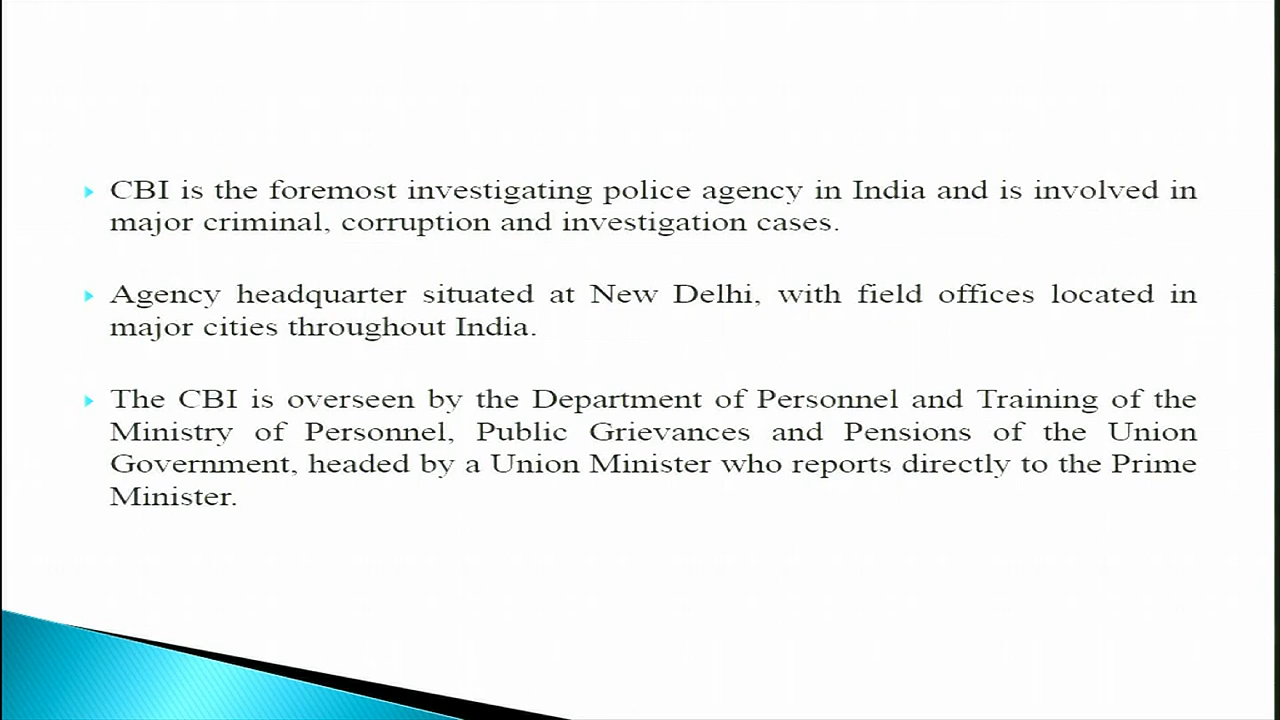 CBI is the foremost investigating police agency in India and is involved in
major criminal, corruption and investigation cases.
Agency headquarter situated at New Delhi, with field offices located in
major cities throughout India.
The CBI is overseen by the Department of Personnel and Training of the
Ministry of Personnel, Public Grievances and Pensions of the Union
Government, headed by a Union Minister who reports directly to the Prime
Minister.